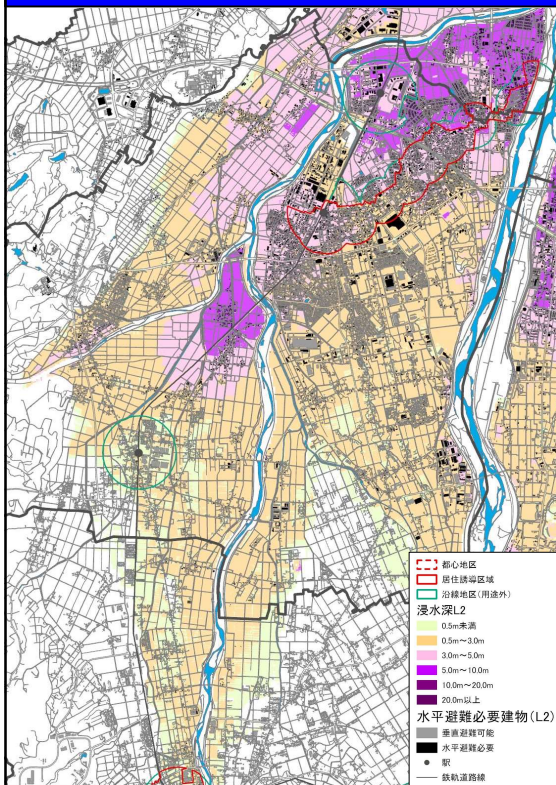 都心地区
居住誘導区域
沿線地区(用途外)
浸水深L2
0.5m未満
0.5m～3.0m
3.0m～5.0m
5.0m～10.0m
10.0m～20.0m
20.0m以上
水平避難必要建物(L2)
垂直避難可能
水平避難必要
駅
鉄軌道路線